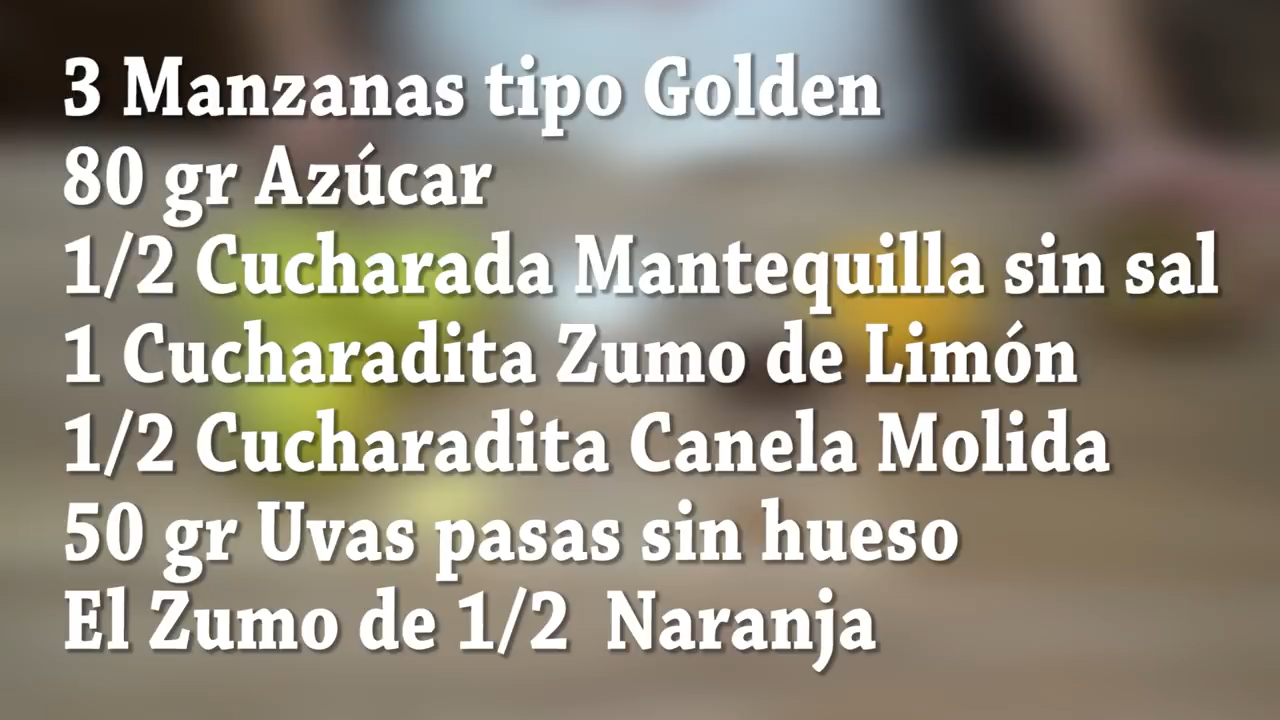 3 Manzanas tipo Golden
80 gr Azúcar
1/2 Cucharada Mantequilla sin sal
1 Cucharadita Zumo de Limón
1/2 Cucharadita Canela Molida
50 gr Uvas pasas sin hueso
El Zumo de 1/2 Naranja